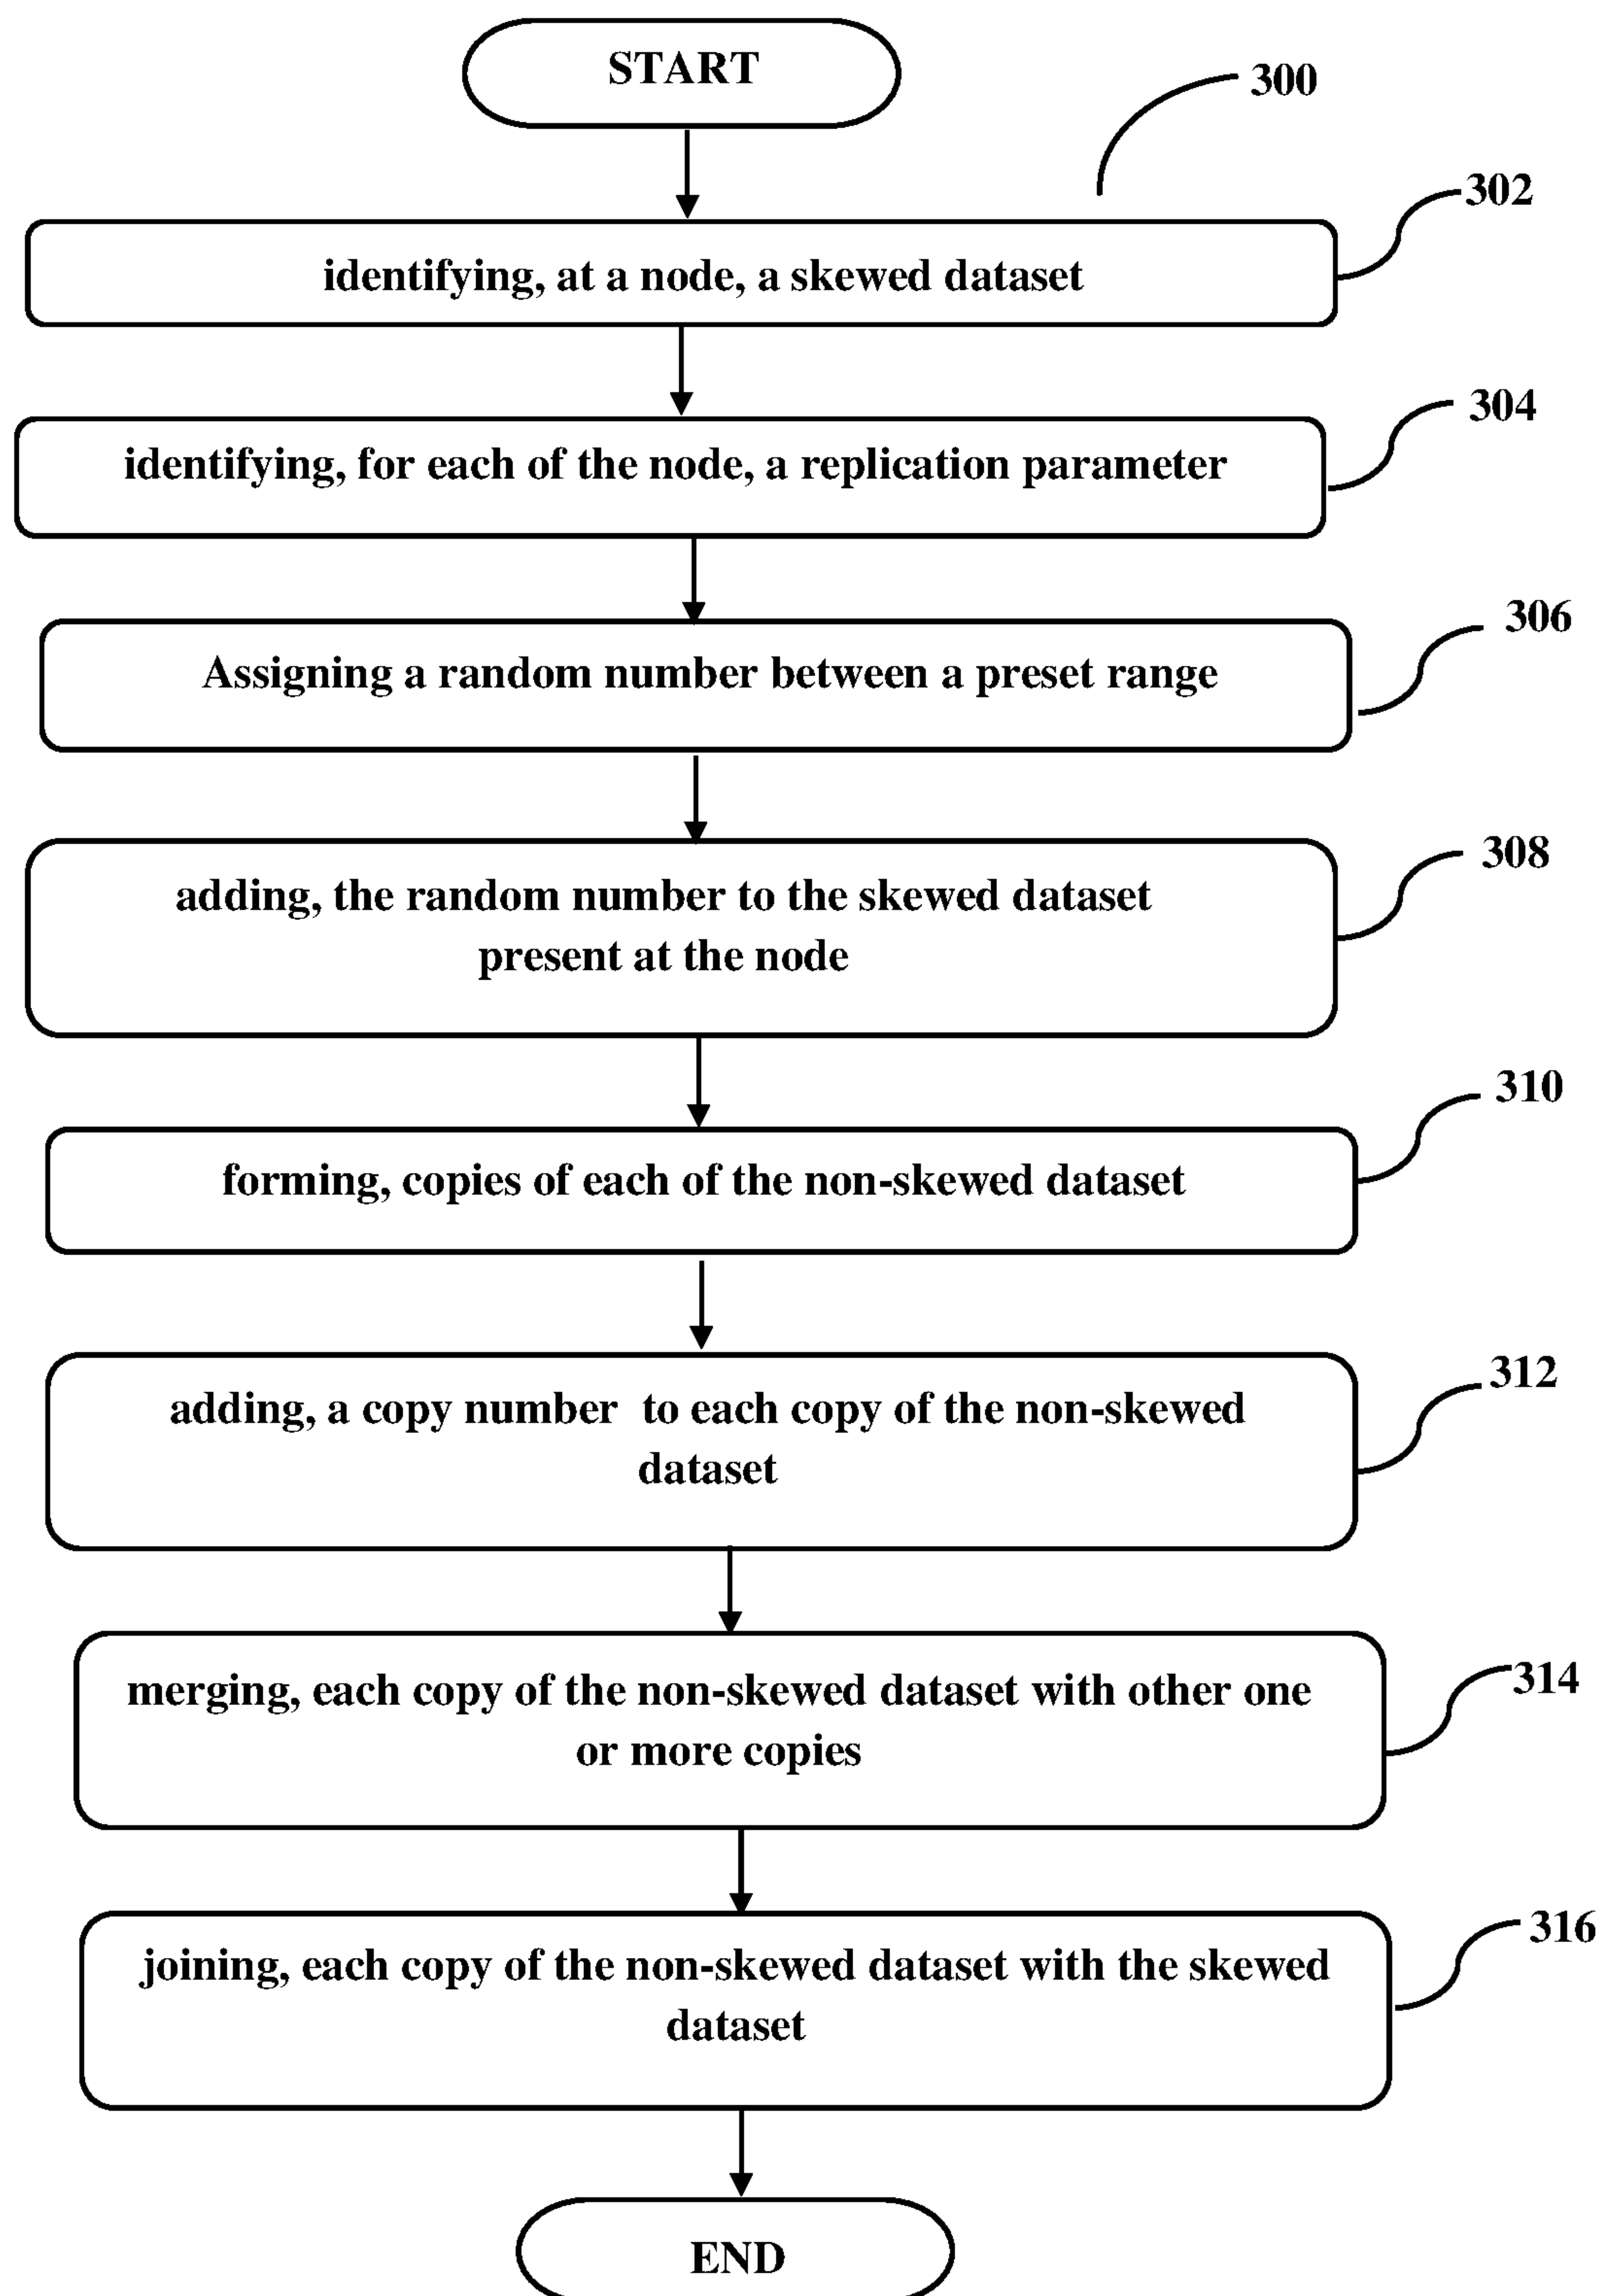 START
300
302
identifying, at a node, a skewed dataset
304
identifying, for each of the node, a replication parameter
306
Assigning a random number between a preset range
308
adding, the random number to the skewed dataset
present at the node
310
forming, copies of each of the non-skewed dataset
312
adding, a copy number to each copy of the non-skewed
dataset
314
merging, each copy of the non-skewed dataset with other one
or more copies
316
joining, each copy of the non-skewed dataset with the skewed
dataset
END